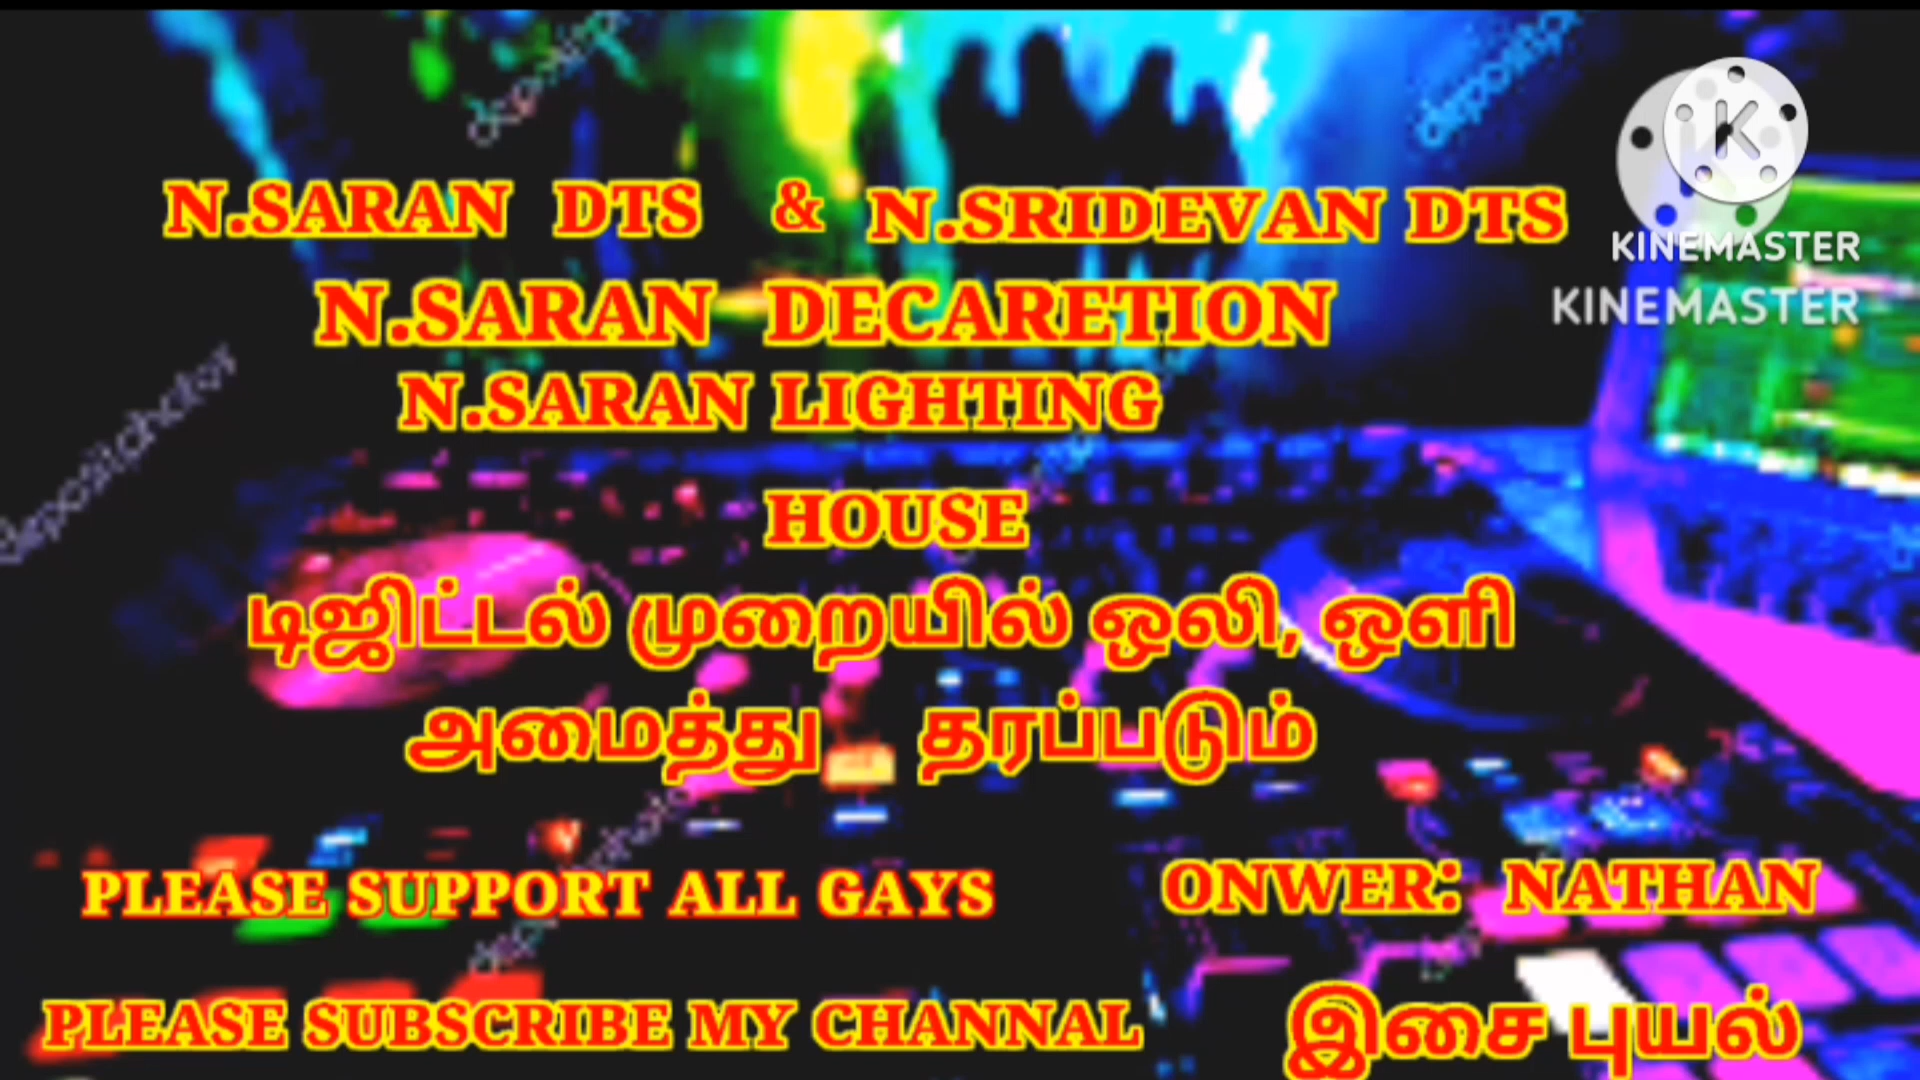 N.SARAN DTS & N.SRIDEVAN DTS
KINEMASTER
KINEMASTER
N.SARAN DECARETION
N.SARAN LIGHTING
HOUSE
டிஜிட்டல் முறையில் ஒலி, ஒளி
அமைத்து தரப்படும்
PLEASE SUPPORT ALL GAYS
ONWER: NATHAN
PLEASE SUBSCRIBE MY CHANNAL
இசை புயல்